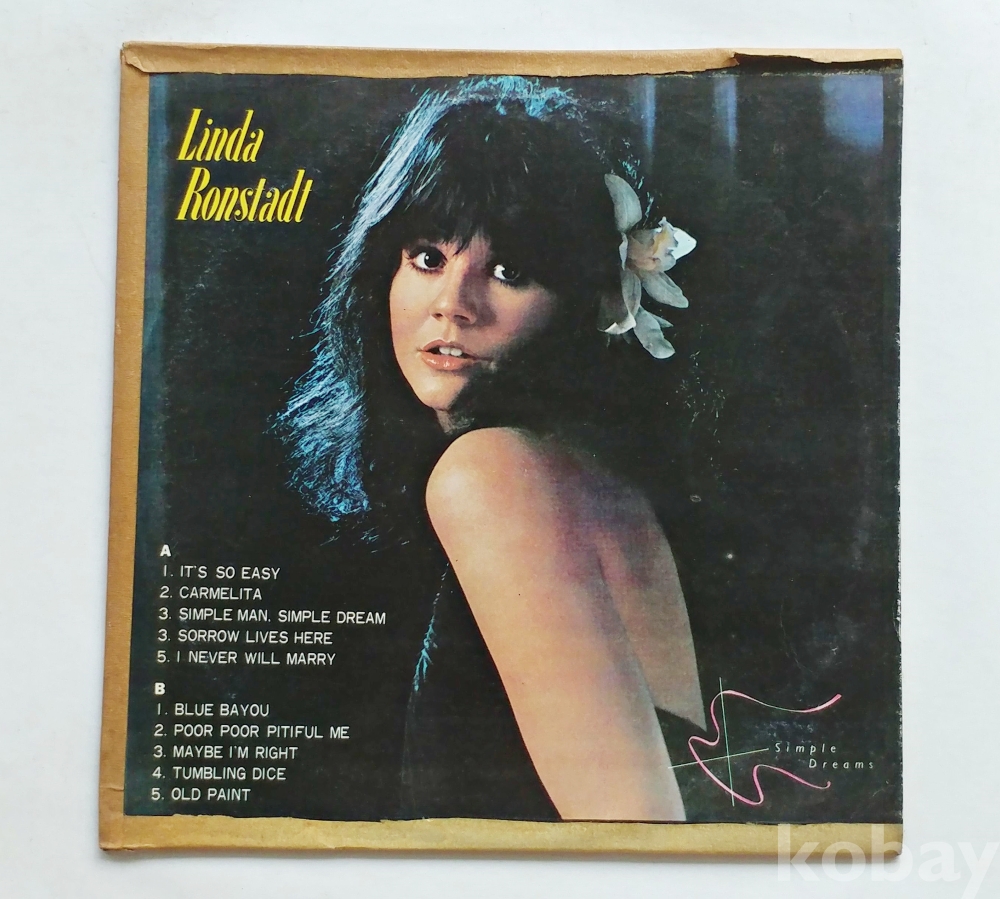 Linda
Ronstadt
A
1. IT'S SO EASY
2. CARMELITA
3. SIMPLE MAN, SIMPLE DREAM
3. SORROW LIVES HERE
5. I NEVER WILL MARRY
B
1. BLUE BAYOU
2. POOR POOR PITIFUL ME
3. MAYBE I'M RIGHT
4. TUMBLING DICE
5. OLD PAINT
Simple
Dreams
kobay